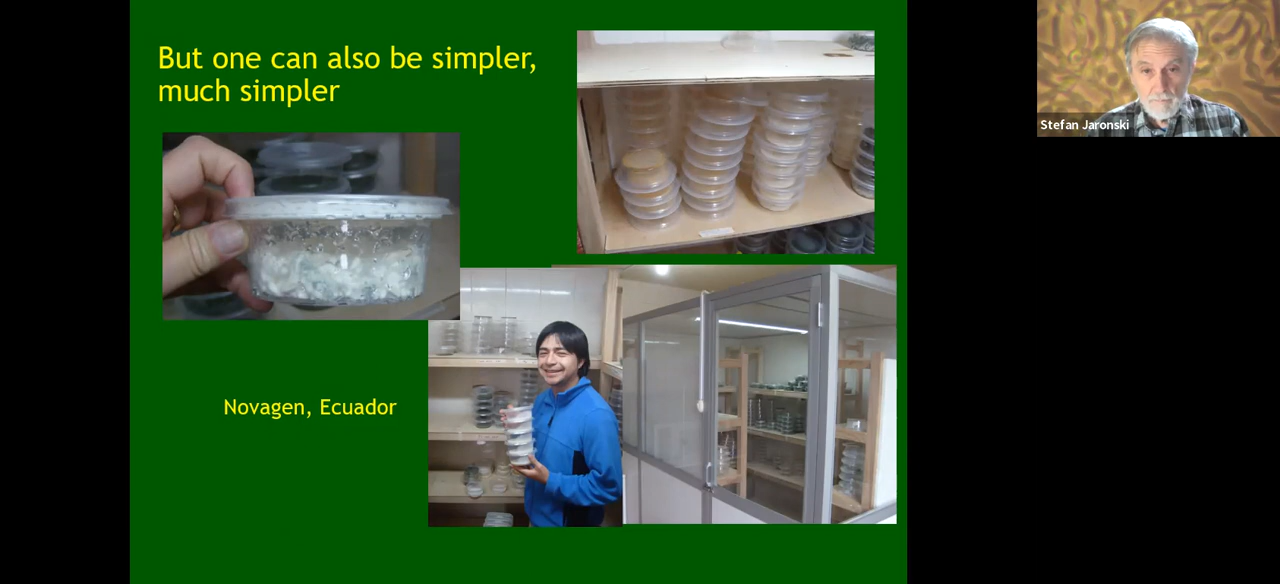 But one can also be simpler,
much simpler
Stefan Jaronski
Novagen, Ecuador